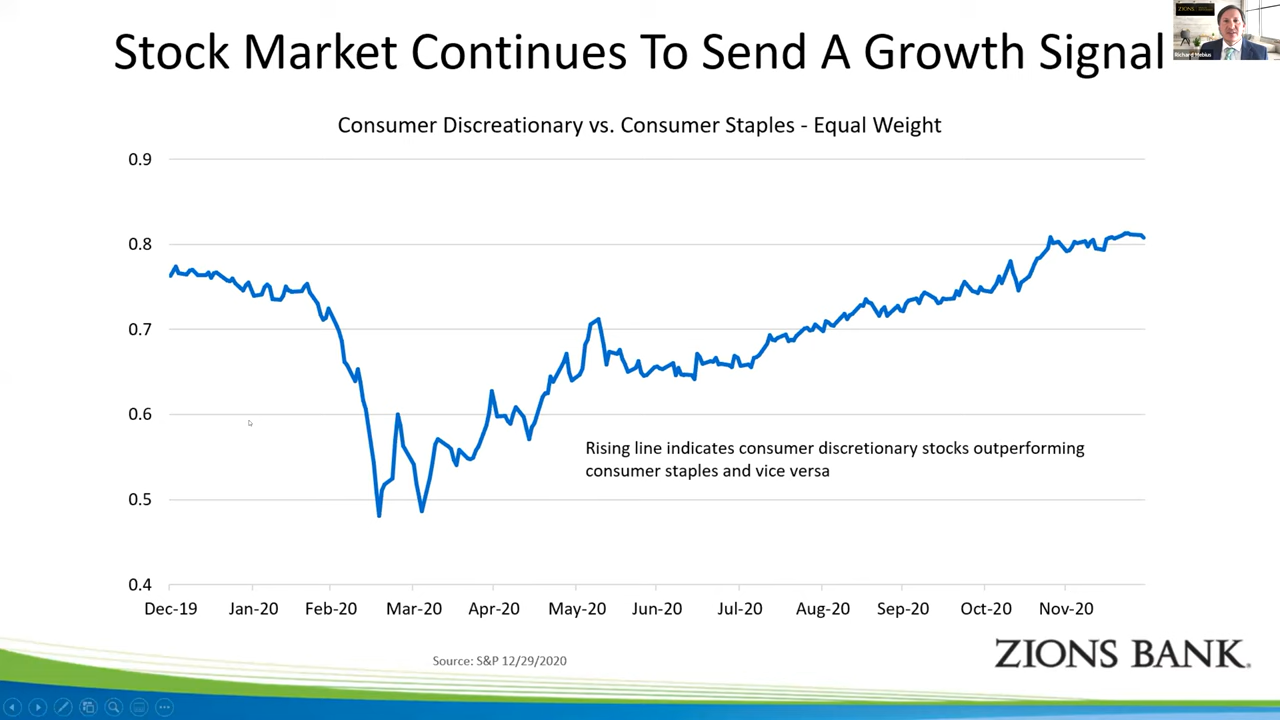 Stock Market Continues To Send A Growth Signal
ZIONS
Consumer Discreationary vs. Consumer Staples - Equal Weight
0.9
0.8
0.7
0.6
0.5
0.4
Rising line indicates consumer discretionary stocks outperforming
consumer staples and vice versa
Dec-19 Jan-20 Feb-20 Mar-20 Apr-20 May-20 Jun-20 Jul-20 Aug-20 Sep-20 Oct-20 Nov-20
Source: S&P 12/29/2020
ZIONS BANK.